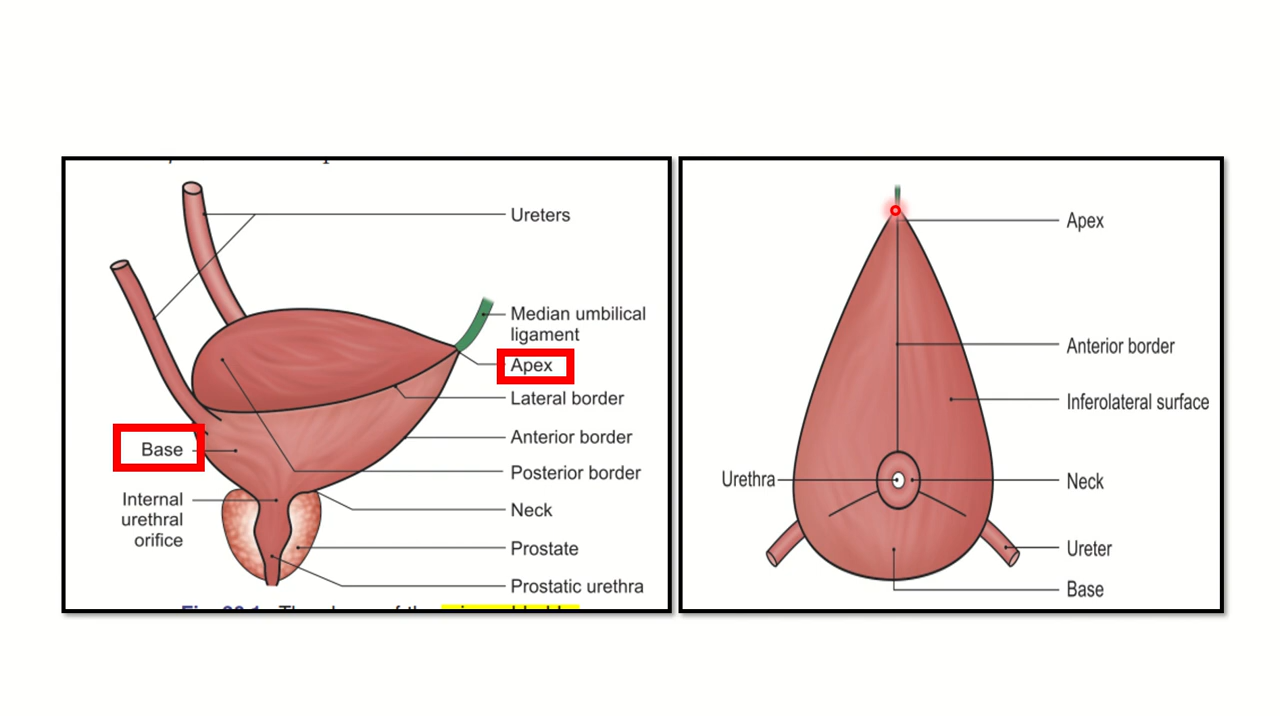 Ureters
Median umbilical
ligament
Apex
Lateral border
Base
Anterior border
Posterior border
Internal
urethral
orifice
Neck
Prostate
Prostatic urethra
Apex
Anterior border
Inferolateral surface
Urethra
Neck
Ureter
Base